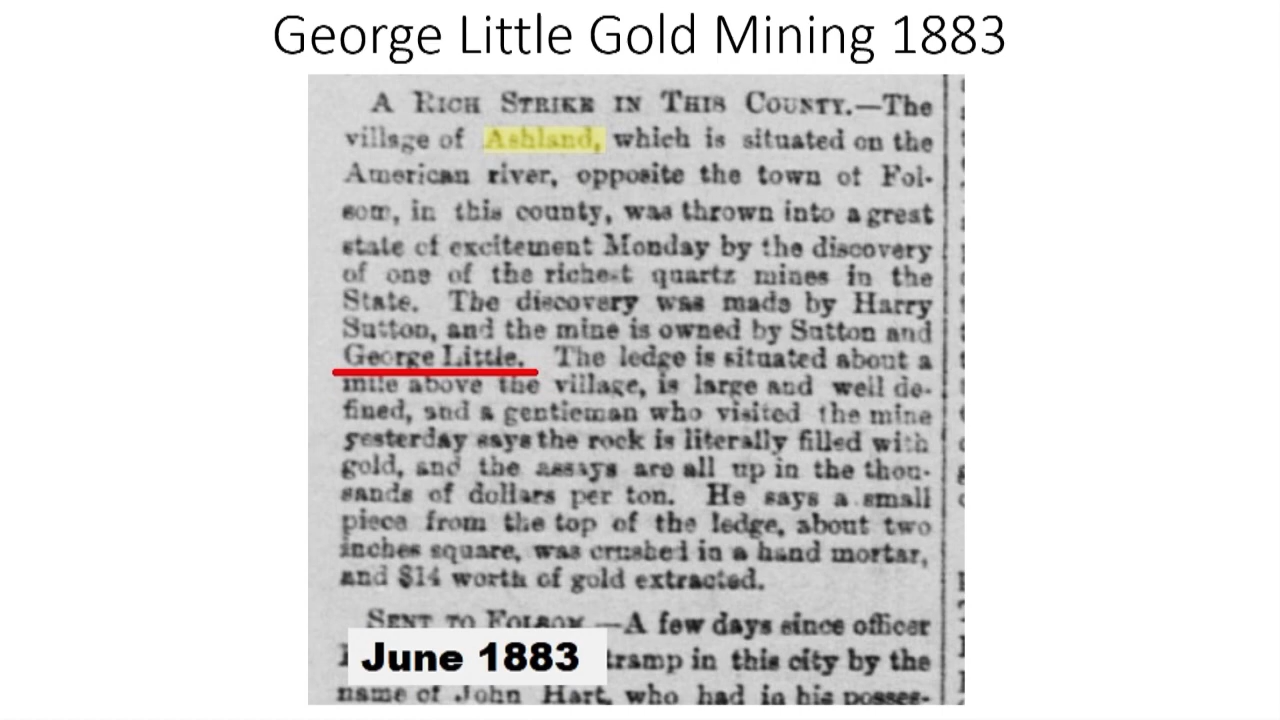 George Little Gold Mining 1883
A RICH STRIKE IN THIS COUNTY.—The
village of Ashland, which is situated on the
American river, opposite the town of Fol-
som, in this county, was thrown into a great
state of excitement Monday by the discovery
of one of the richest quartz mines in the
State. The discovery was made by Harry
Sutton, and the mine is owned by Sutton and
George Little. The ledge is situated about a
mile above the village, is large and well de-
fined, and a gentleman who visited the mine
yesterday says the rock is literally filled with
gold, and the assays are all up in the thou-
sands of dollars per ton. He says a small
piece from the top of the ledge, about two
inches square, was crushed in a hand mortar,
and $14 worth of gold extracted.
SENT TO FOLSOM.—A few days since officer
June 1883 tramp in this city by the
name of John Hart, who had in his posses-